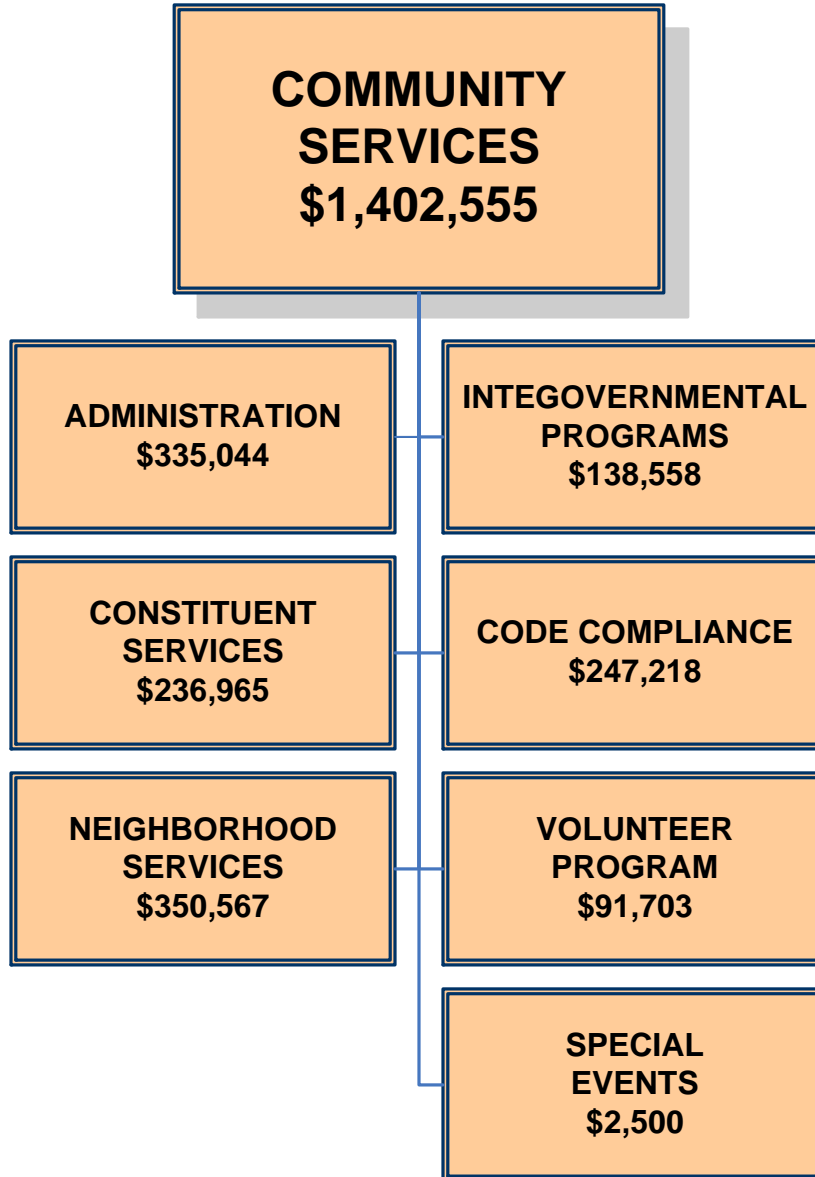 COMMUNITY
SERVICES
$1,402,555
ADMINISTRATION
$335,044
INTEGOVERNMENTAL
PROGRAMS
$138,558
CONSTITUENT
SERVICES
$236,965
CODE COMPLIANCE
$247,218
NEIGHBORHOOD
SERVICES
$350,567
VOLUNTEER
PROGRAM
$91,703
SPECIAL
EVENTS
$2,500